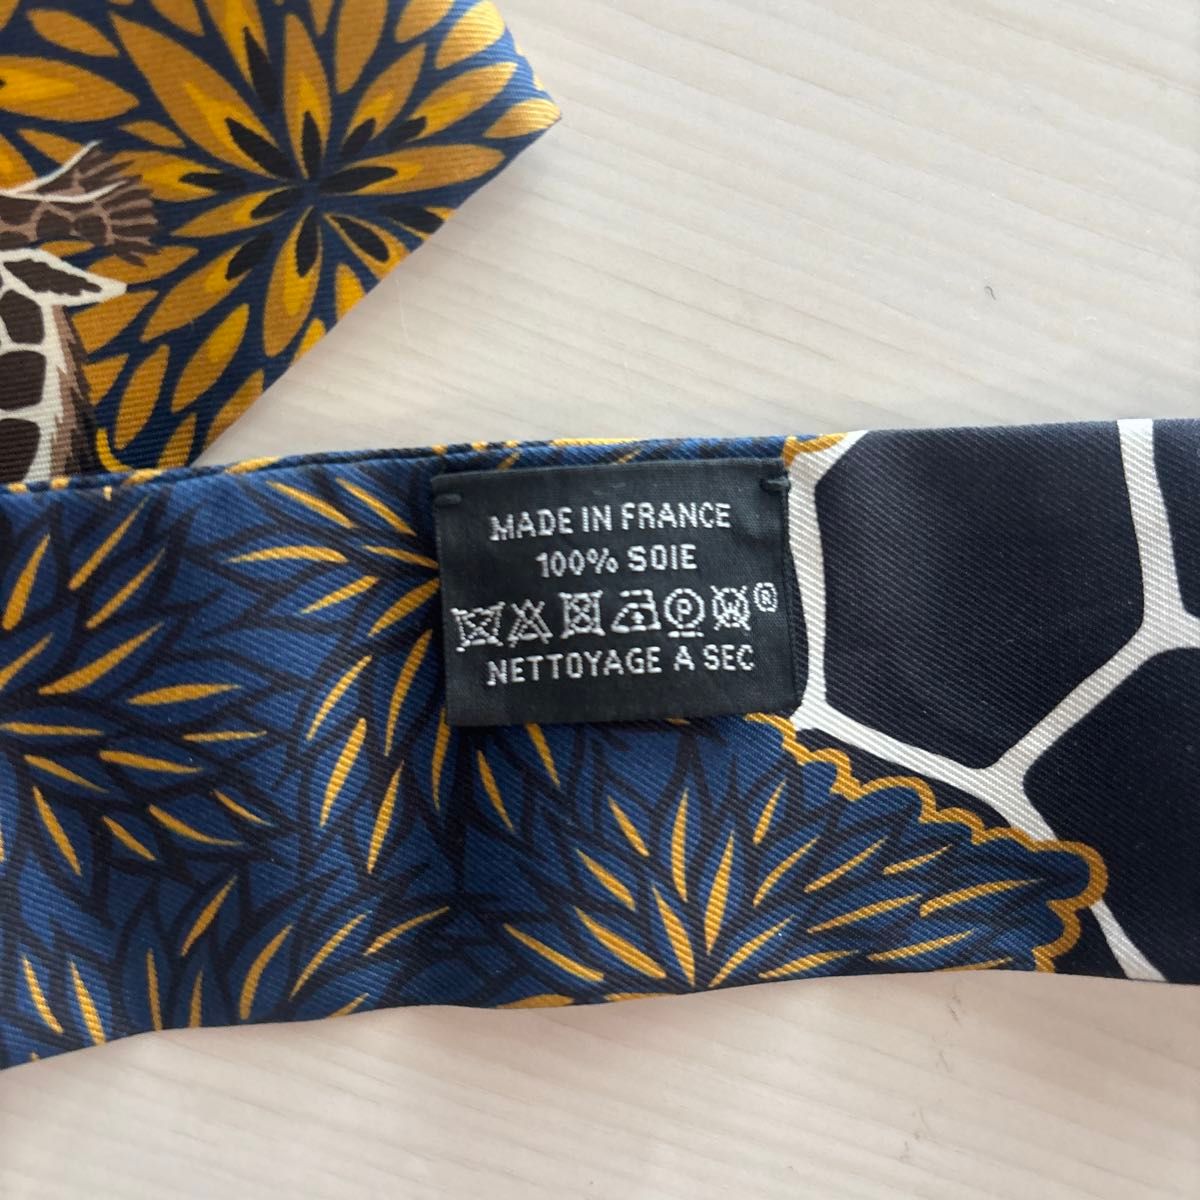 MADE IN FRANCE
100% SOIE
P W ®
NETTOYAGE A SEC